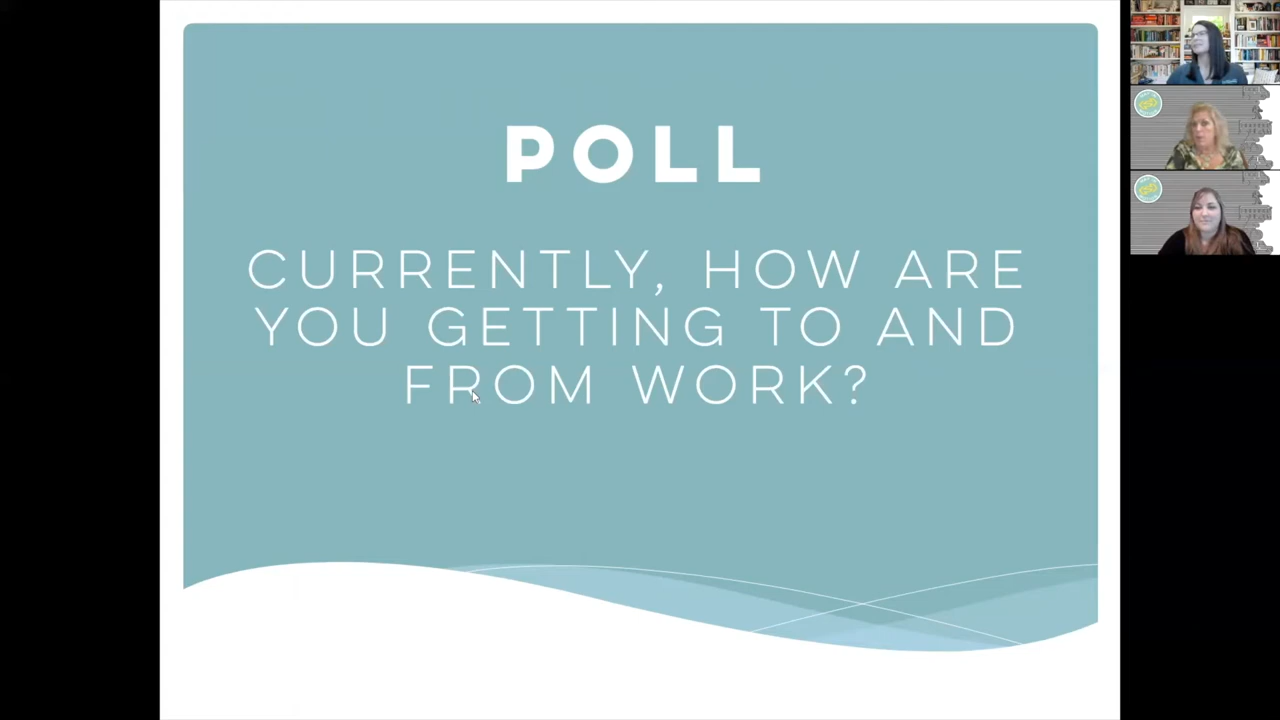 POLL
CURRENTLY, HOW ARE
YOU GETTING TO AND
FROM WORK?